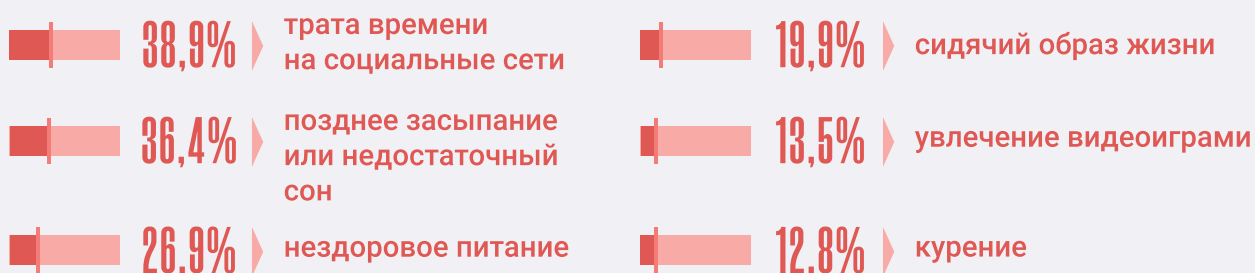 38,9%
трата времени
на социальные сети
36,4%
позднее засыпание
или недостаточный
сон
26,9%
нездоровое питание
19,9%
сидячий образ жизни
13,5%
увлечение видеоиграми
12,8%
курение